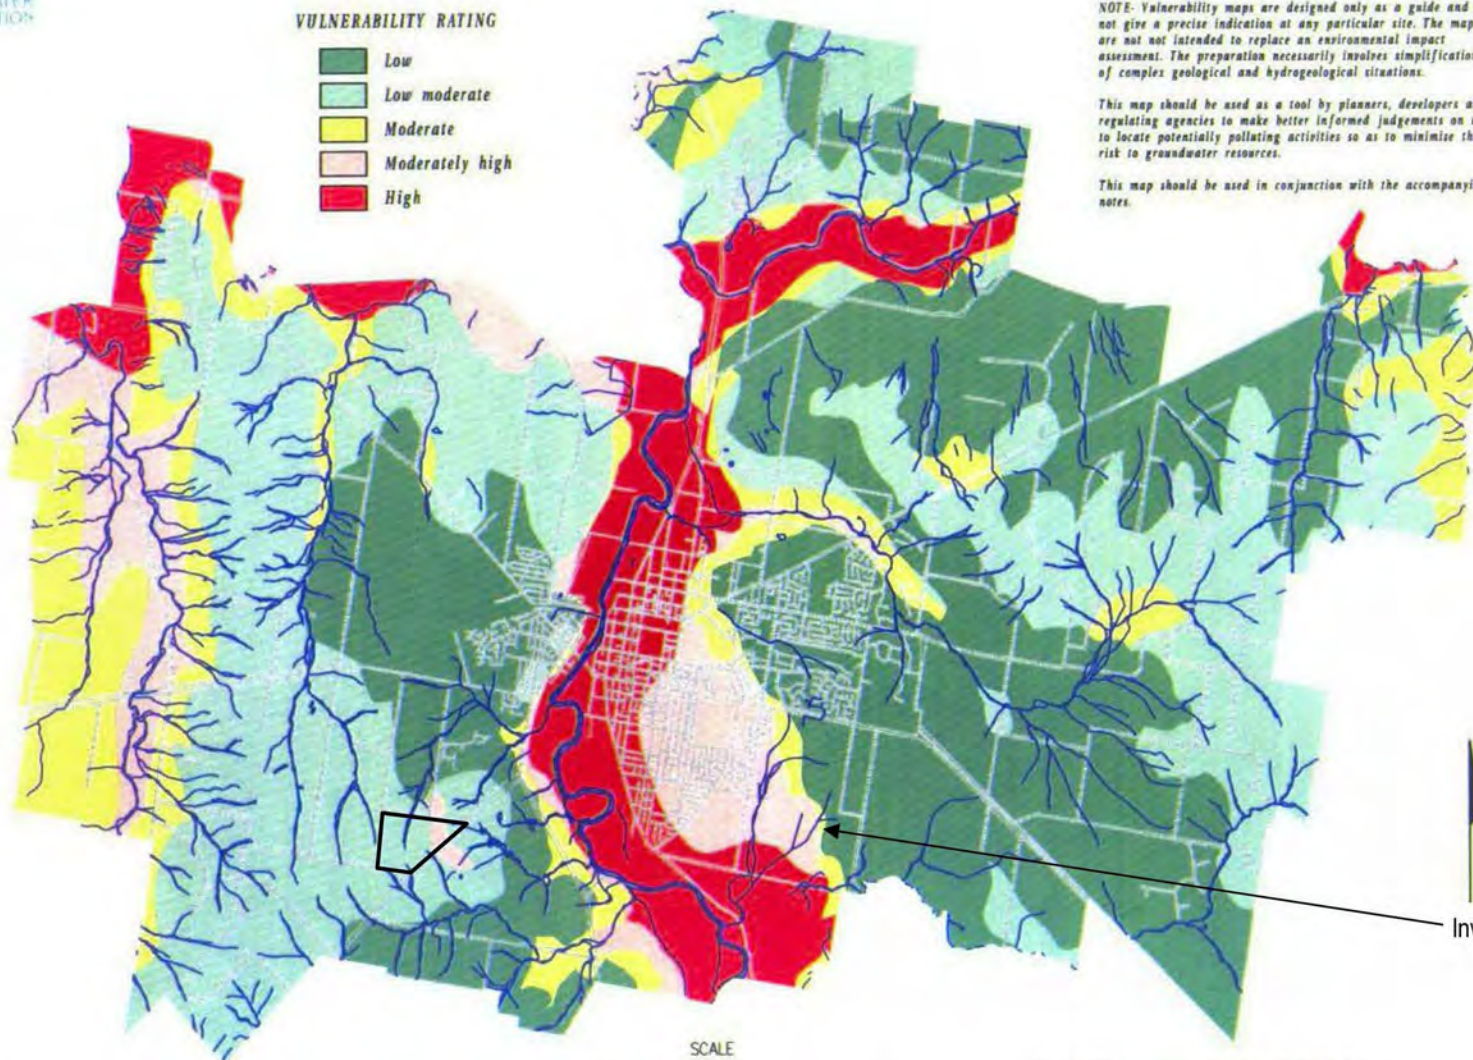 TION
VULNERABILITY RATING
Low
Low moderate
Moderate
Moderately high
High
NOTE- Vulnerability maps are designed only as a guide and
not give a precise indication at any particular site. The map
are not not intended to replace an environmental impact
assessment. The preparation necessarily involves simplification
of complex geological and hydrogeological situations.
This map should be used as a tool by planners, developers a
regulating agencies to make better informed judgements on
to locate potentially polluting activities so as to minimise th
risk to groundwater resources.
This map should be used in conjunction with the accompanyi
notes.
Inv
SCALE